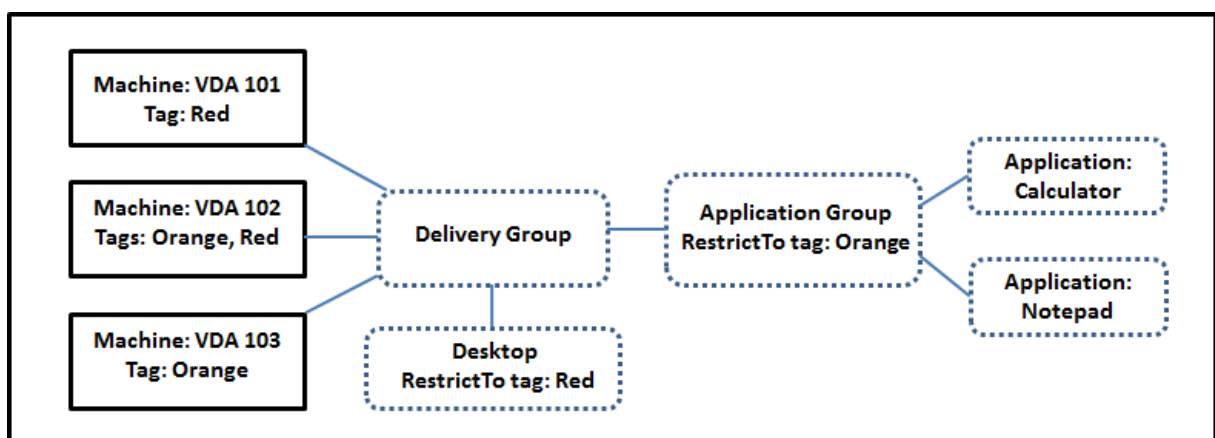 Machine: VDA 101
Tag: Red
Machine: VDA 102
Tags: Orange, Red
Machine: VDA 103
Tag: Orange
Delivery Group
Desktop
RestrictTo tag: Red
Application Group
RestrictTo tag: Orange
Application:
Calculator
Application:
Notepad